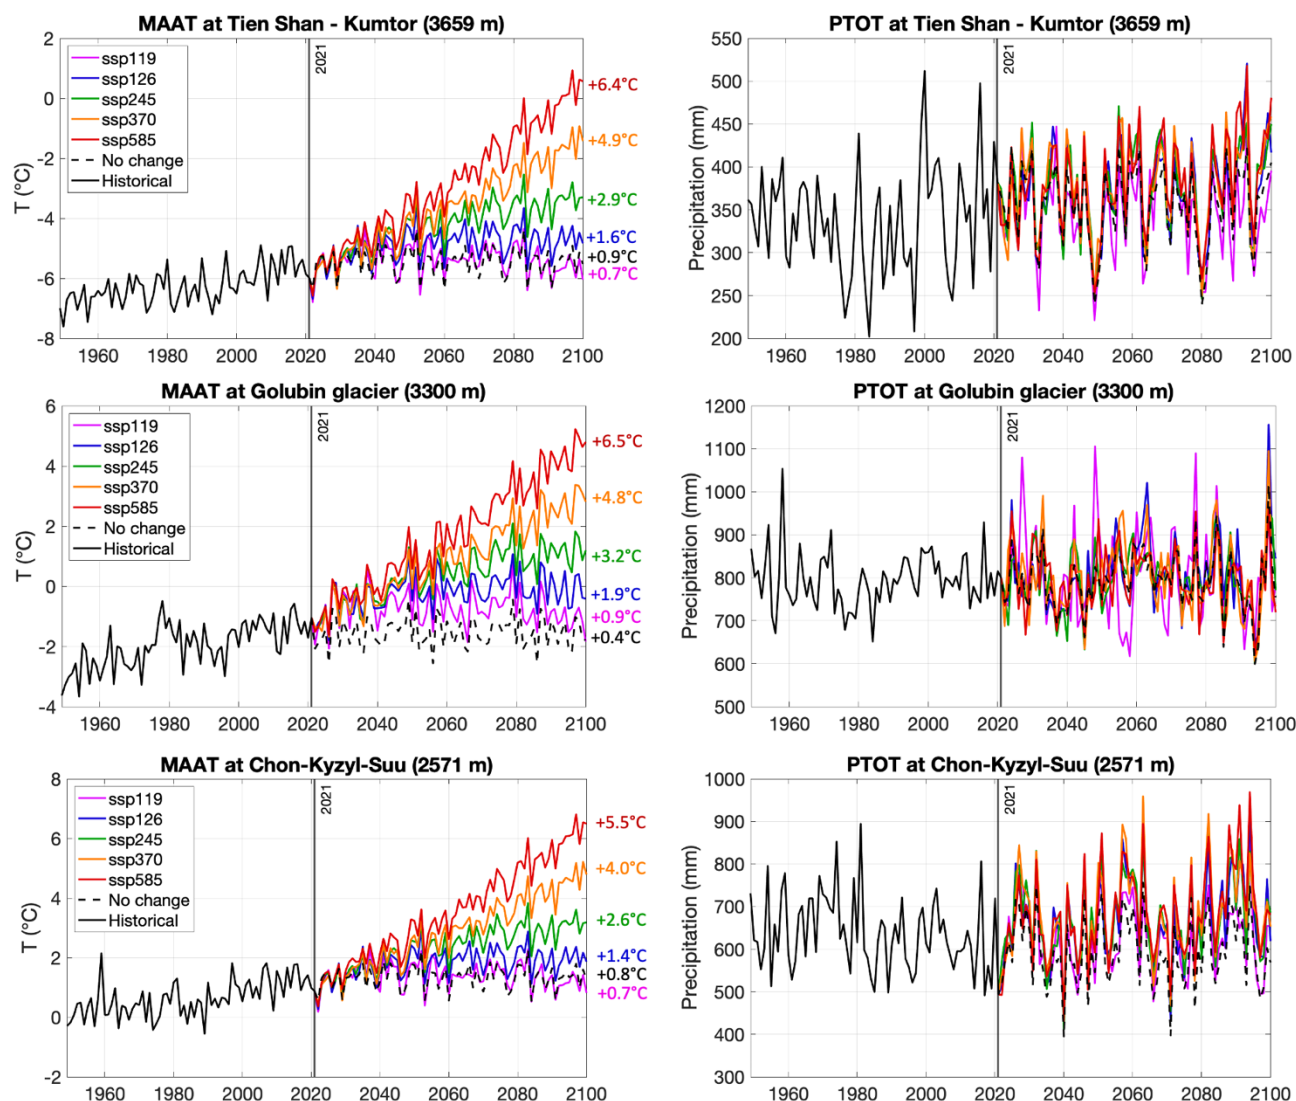 MAAT at Tien Shan - Kumtor (3659 m)
2
0
-2
-4
-6
-8
T (°C)
ssp119
ssp126
ssp245
ssp370
ssp585
No change
Historical
2021
+6.4°C
+4.9°C
+2.9°C
+1.6°C
+0.9°C
+0.7°C
1960
1980
2000
2020
2040
2060
2080
2100
PTOT at Tien Shan - Kumtor (3659 m)
550
500
450
400
350
300
250
200
Precipitation (mm)
2021
1960
1980
2000
2020
2040
2060
2080
2100
MAAT at Golubin glacier (3300 m)
6
4
2
0
-2
-4
T (°C)
ssp119
ssp126
ssp245
ssp370
ssp585
No change
Historical
2021
+6.5°C
+4.8°C
+3.2°C
+1.9°C
+0.9°C
+0.4°C
1960
1980
2000
2020
2040
2060
2080
2100
PTOT at Golubin glacier (3300 m)
1200
1100
1000
900
800
700
600
500
Precipitation (mm)
2021
1960
1980
2000
2020
2040
2060
2080
2100
MAAT at Chon-Kyzyl-Suu (2571 m)
8
6
4
2
0
-2
T (°C)
ssp119
ssp126
ssp245
ssp370
ssp585
No change
Historical
2021
+5.5°C
+4.0°C
+2.6°C
+1.4°C
+0.8°C
+0.7°C
1960
1980
2000
2020
2040
2060
2080
2100
PTOT at Chon-Kyzyl-Suu (2571 m)
1000
900
800
700
600
500
400
300
Precipitation (mm)
2021
1960
1980
2000
2020
2040
2060
2080
2100